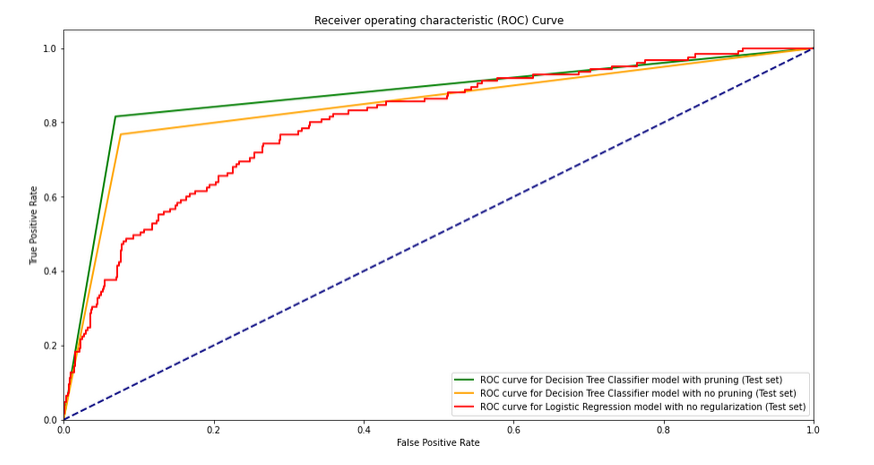 Receiver operating characteristic (ROC) Curve
1.0
0.8
0.6
0.4
0.2
0.0
True Positive Rate
0.0 0.2 0.4 0.6 0.8 1.0
False Positive Rate
ROC curve for Decision Tree Classifier model with pruning (Test set)
ROC curve for Decision Tree Classifier model with no pruning (Test set)
ROC curve for Logistic Regression model with no regularization (Test set)